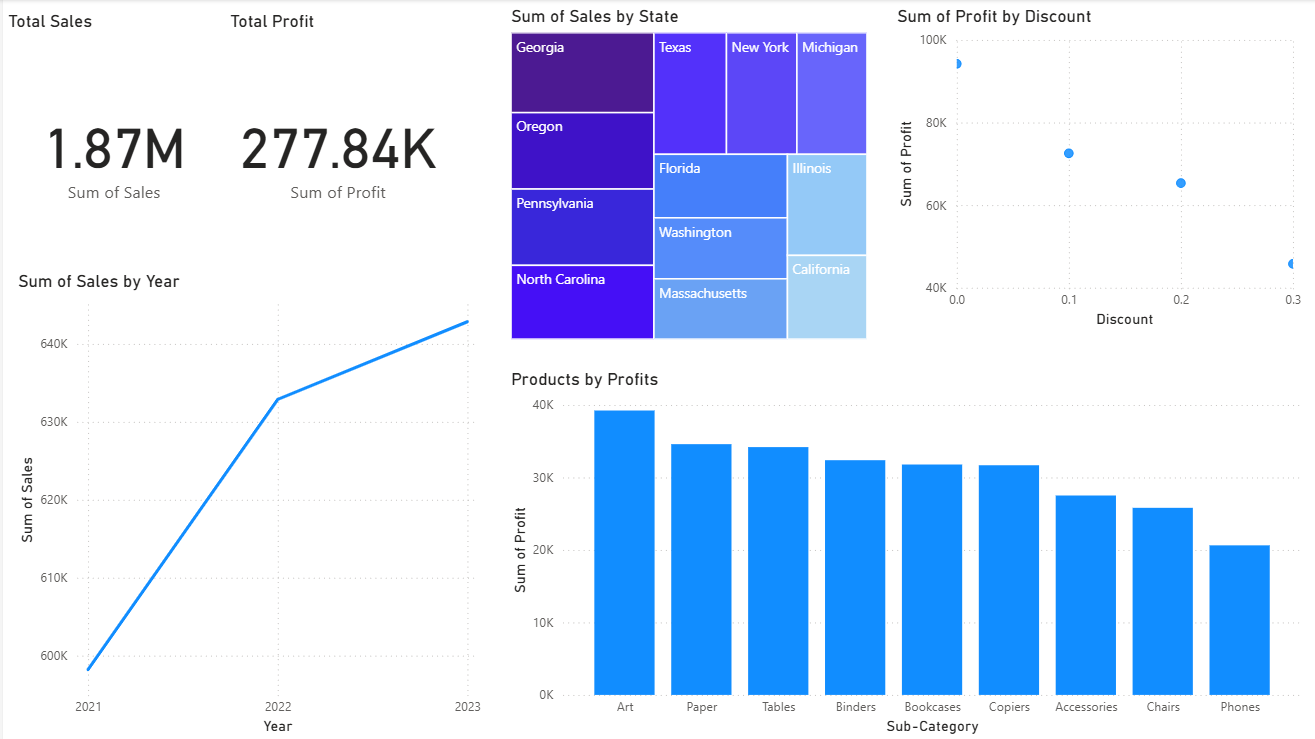 Total Sales
1.87M
Sum of Sales
Total Profit
277.84K
Sum of Profit
Sum of Sales by State
Georgia
Oregon
Pennsylvania
North Carolina
Texas
New York
Michigan
Florida
Washington
Massachusetts
Illinois
California
Sum of Profit by Discount
Sum of Profit
100K
80K
60K
40K
0.0
0.1
0.2
0.3
Discount
Sum of Sales by Year
Sum of Sales
640K
630K
620K
610K
600K
2021
2022
2023
Year
Products by Profits
Sum of Profit
40K
30K
20K
10K
0K
Art
Paper
Tables
Binders
Bookcases
Copiers
Accessories
Chairs
Phones
Sub-Category